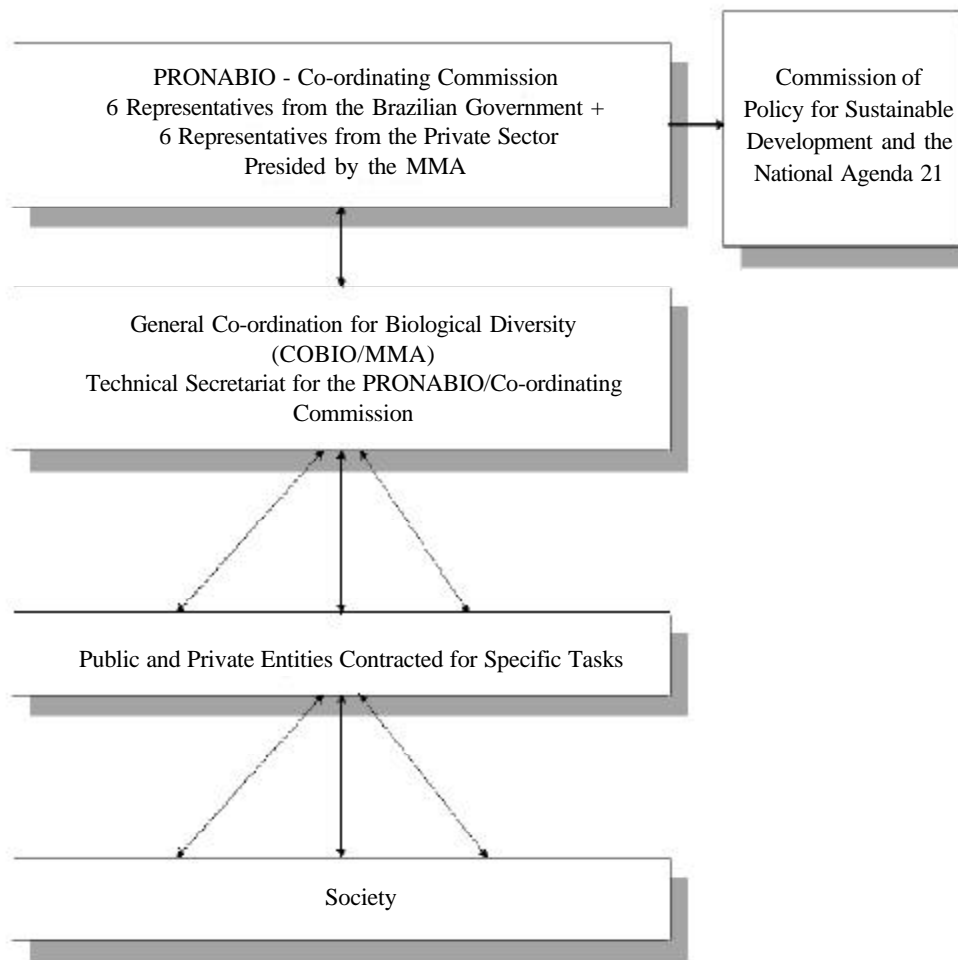 PRONABIO - Co-ordinating Commission
6 Representatives from the Brazilian Government +
6 Representatives from the Private Sector
Presided by the MMA
Commission of
Policy for Sustainable
Development and the
National Agenda 21
General Co-ordination for Biological Diversity
(COBIO/MMA)
Technical Secretariat for the PRONABIO/Co-ordinating
Commission
Public and Private Entities Contracted for Specific Tasks
Society